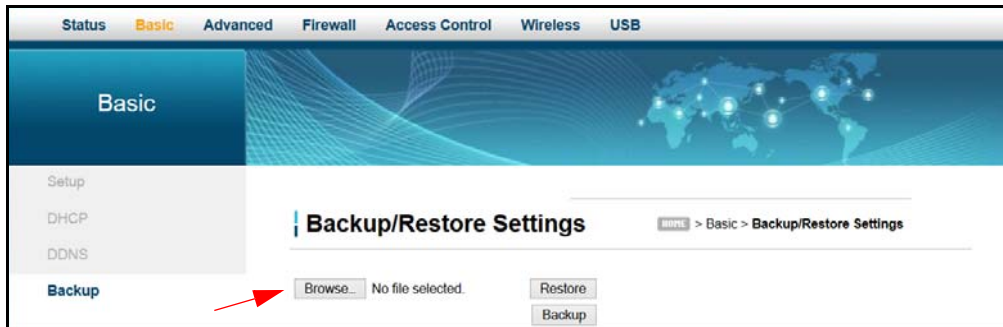 Status Basic Advanced Firewall Access Control Wireless USB
Basic
Setup
DHCP
DDNS
Backup
Backup/Restore Settings
HOME > Basic > Backup/Restore Settings
Browse... No file selected. Restore
Backup